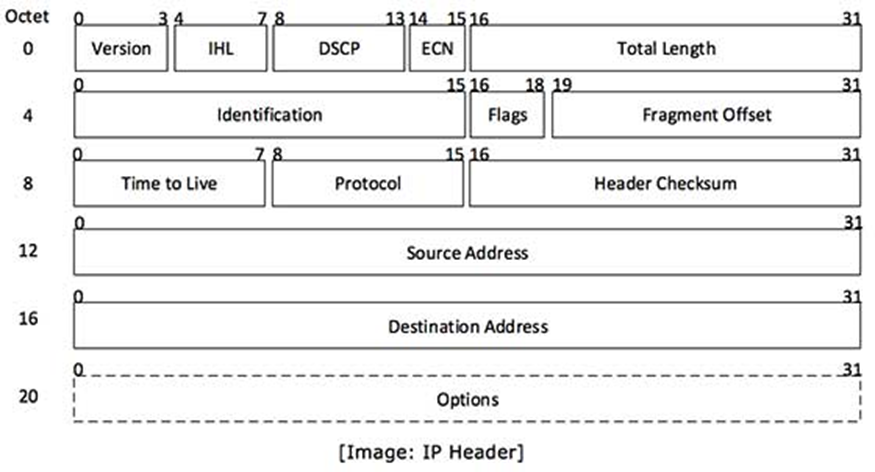 Octet 0 3 4 7 8 13 14 15 16 31
0 Version IHL DSCP ECN Total Length
0 15 16 18 19 31
4 Identification Flags Fragment Offset
0 7 8 15 16 31
8 Time to Live Protocol Header Checksum
0 31
12 Source Address
0 31
16 Destination Address
0 31
20 Options
[Image: IP Header]